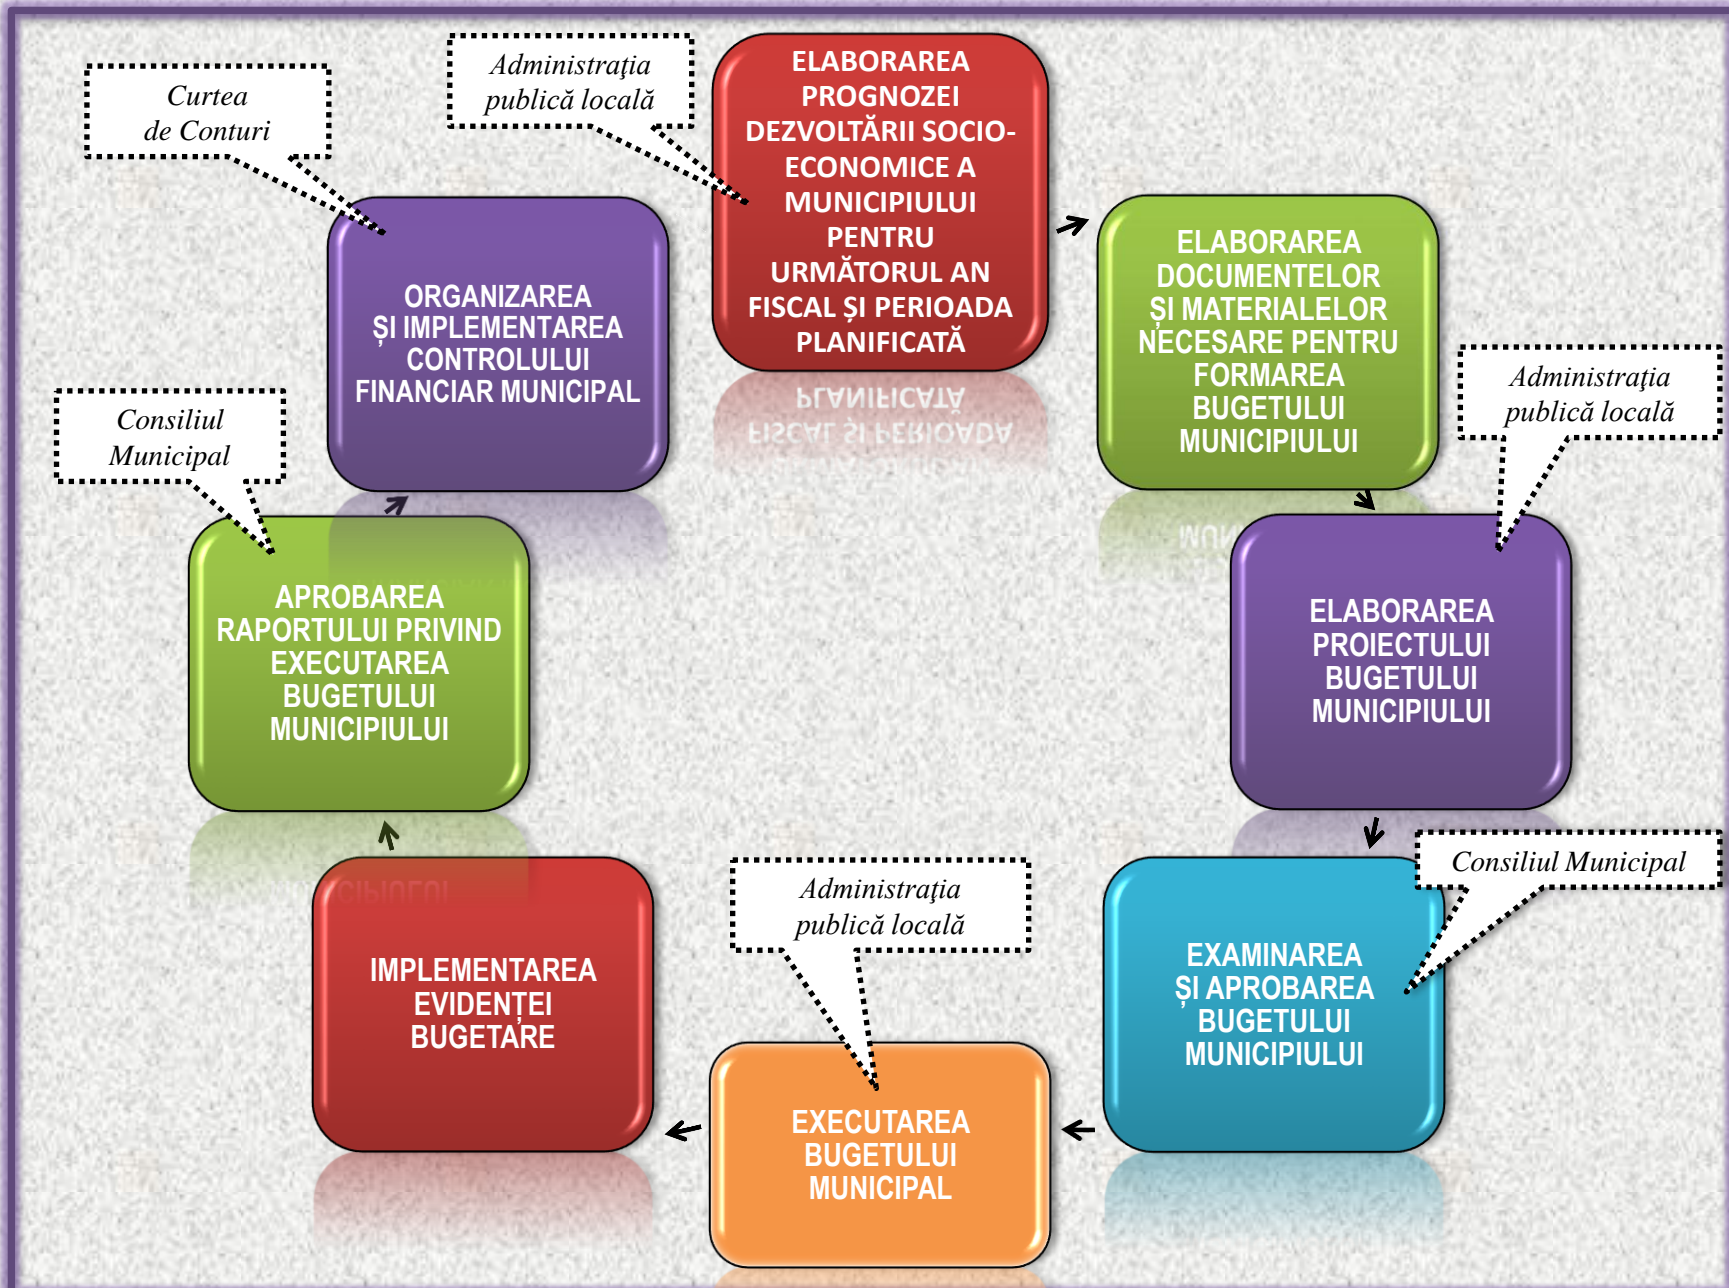 Curtea
de Conturi
Administraţia
publică locală
ELABORAREA
PROGNOZEI
DEZVOLTĂRII SOCIO-
ECONOMICE A
MUNICIPIULUI
PENTRU
URMĂTORUL AN
FISCAL ȘI PERIOADA
PLANIFICATĂ
ELABORAREA
DOCUMENTELOR
ȘI MATERIALELOR
NECESARE PENTRU
FORMAREA
BUGETULUI
MUNICIPIULUI
Administraţia
publică locală
ELABORAREA
PROIECTULUI
BUGETULUI
MUNICIPIULUI
Consiliul Municipal
EXAMINAREA
ȘI APROBAREA
BUGETULUI
MUNICIPIULUI
Administraţia
publică locală
EXECUTAREA
BUGETULUI
MUNICIPAL
IMPLEMENTAREA
EVIDENȚEI
BUGETARE
Consiliul
Municipal
APROBAREA
RAPORTULUI PRIVIND
EXECUTAREA
BUGETULUI
MUNICIPIULUI
ORGANIZAREA
ȘI IMPLEMENTAREA
CONTROLULUI
FINANCIAR MUNICIPAL